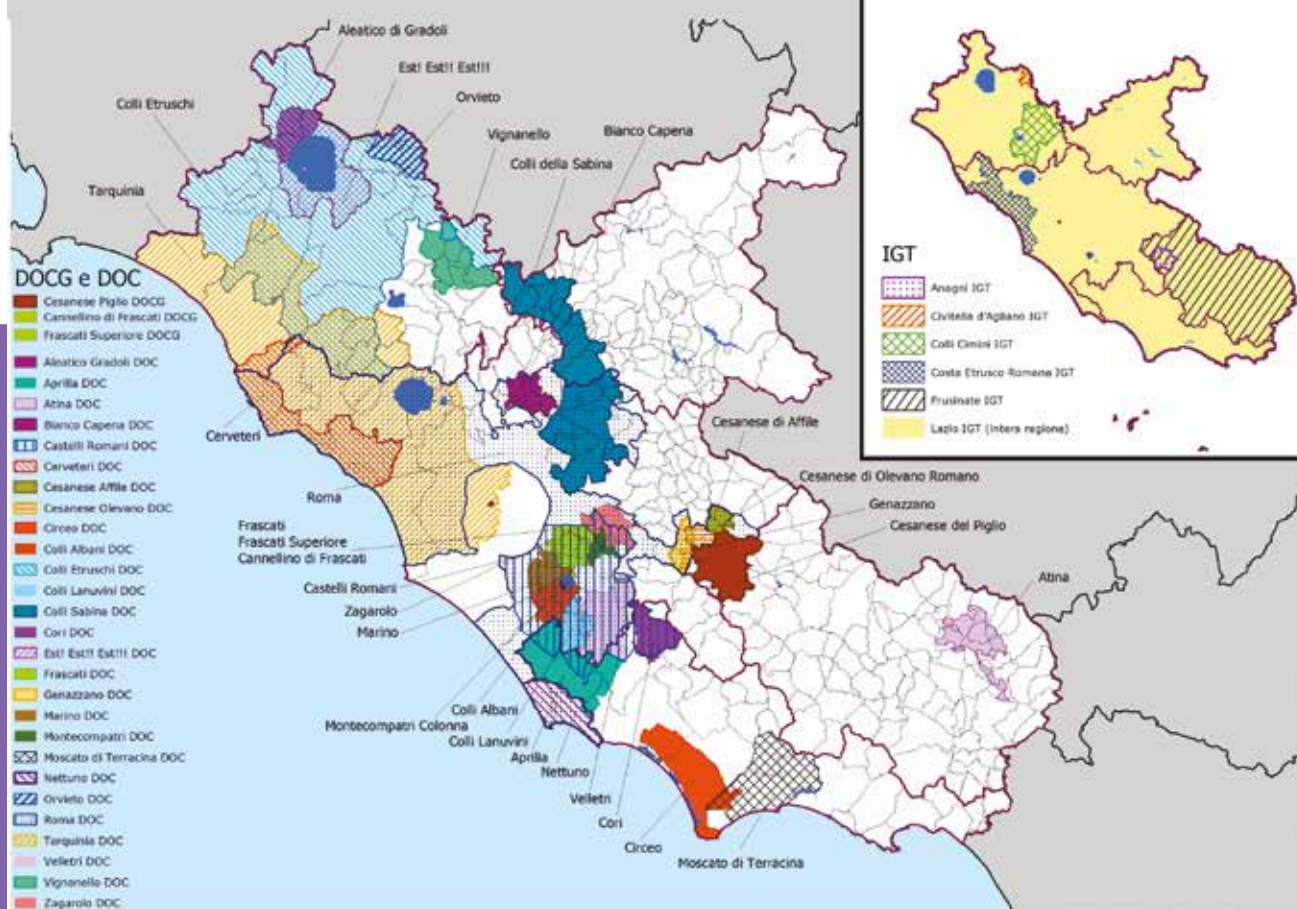 Aleatico di Gradoli
Est! Est!! Est!!!
Orvieto
Colli Etruschi
Vignanello
Bianco Capena
Colli della Sabina
Tarquinia
Cerveteri
Roma
Cesanese di Affile
Cesanese di Olevano Romano
Genazzano
Cesanese del Piglio
Frascati
Frascati Superiore
Cannellino di Frascati
Castelli Romani
Zagarolo
Marino
Atina
Montecompatri Colonna
Colli Albani
Colli Lanuvini
Aprilia
Nettuno
Velletri
Cori
Circeo
Moscato di Terracina
DOCG e DOC
Cesanese Piglio DOCG
Cannellino di Frascati DOCG
Frascati Superiore DOCG
Aleatico Gradoli DOC
Aprilia DOC
Atina DOC
Bianco Capena DOC
Castelli Romani DOC
Cerveteri DOC
Cesanese Affile DOC
Cesanese Olevano DOC
Circeo DOC
Colli Albani DOC
Colli Etruschi DOC
Colli Lanuvini DOC
Colli Sabina DOC
Cori DOC
Est! Est!! Est!!! DOC
Frascati DOC
Genazzano DOC
Marino DOC
Montecompatri DOC
Moscato di Terracina DOC
Nettuno DOC
Orvieto DOC
Roma DOC
Tarquinia DOC
Velletri DOC
Vignanello DOC
Zagarolo DOC
IGT
Anagni IGT
Civitella d'Agliano IGT
Colli Cimini IGT
Costa Etrusco Romana IGT
Frusinate IGT
Lazio IGT (intera regione)